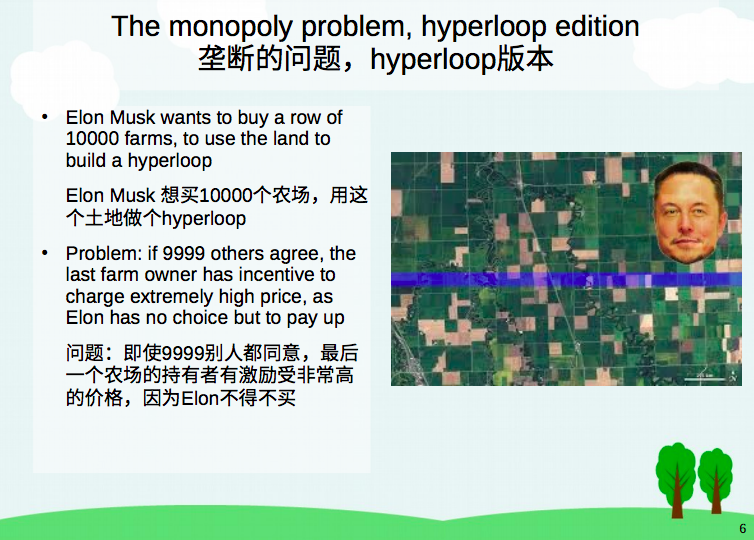 The monopoly problem, hyperloop edition
垄断的问题，hyperloop版本
• Elon Musk wants to buy a row of
10000 farms, to use the land to
build a hyperloop
Elon Musk 想买10000个农场，用这
个土地做个hyperloop
• Problem: if 9999 others agree, the
last farm owner has incentive to
charge extremely high price, as
Elon has no choice but to pay up
问题：即使9999别人都同意，最后
一个农场的持有者有激励受非常高
的价格，因为Elon不得不买
N
6